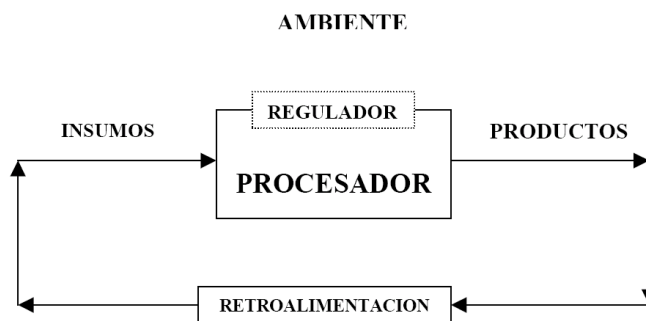 AMBIENTE
REGULADOR
INSUMOS
PRODUCTOS
PROCESADOR
RETROALIMENTACION